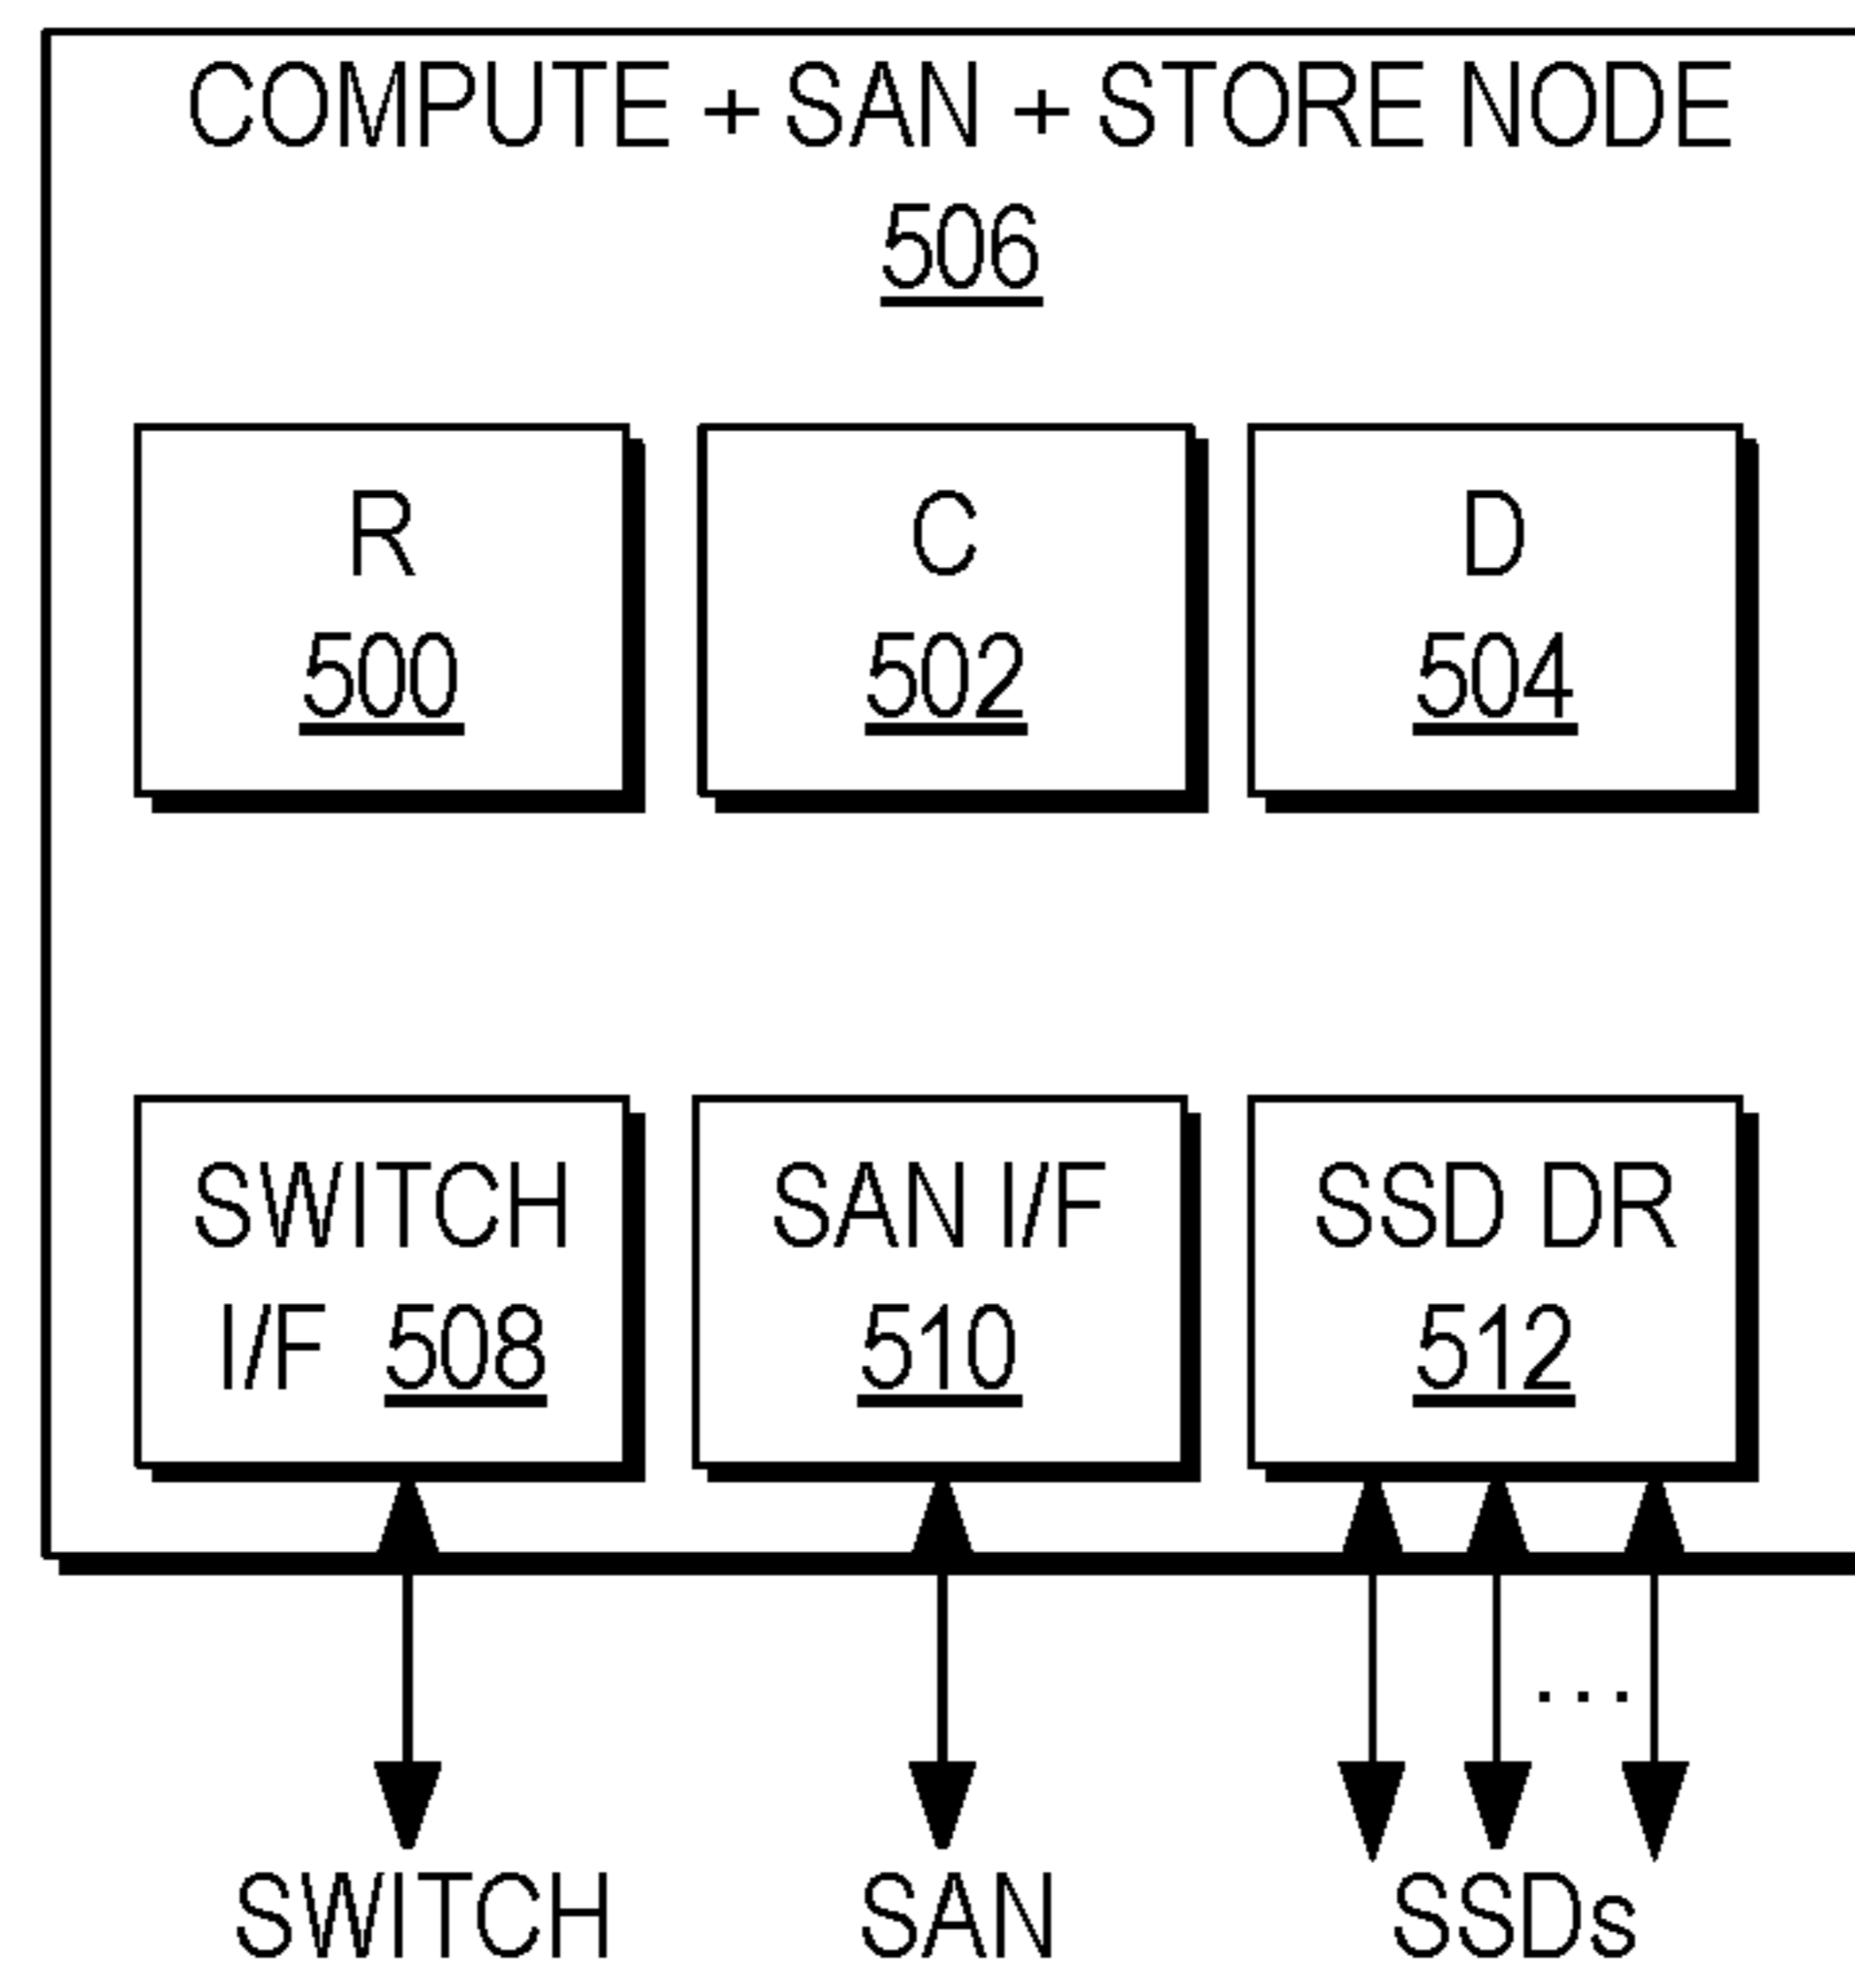 COMPUTE + SAN + STORE NODE
506
R
500
C
502
D
504
SWITCH
I/F 508
SAN I/F
510
SSD DR
512
...
SWITCH
SAN
SSDs